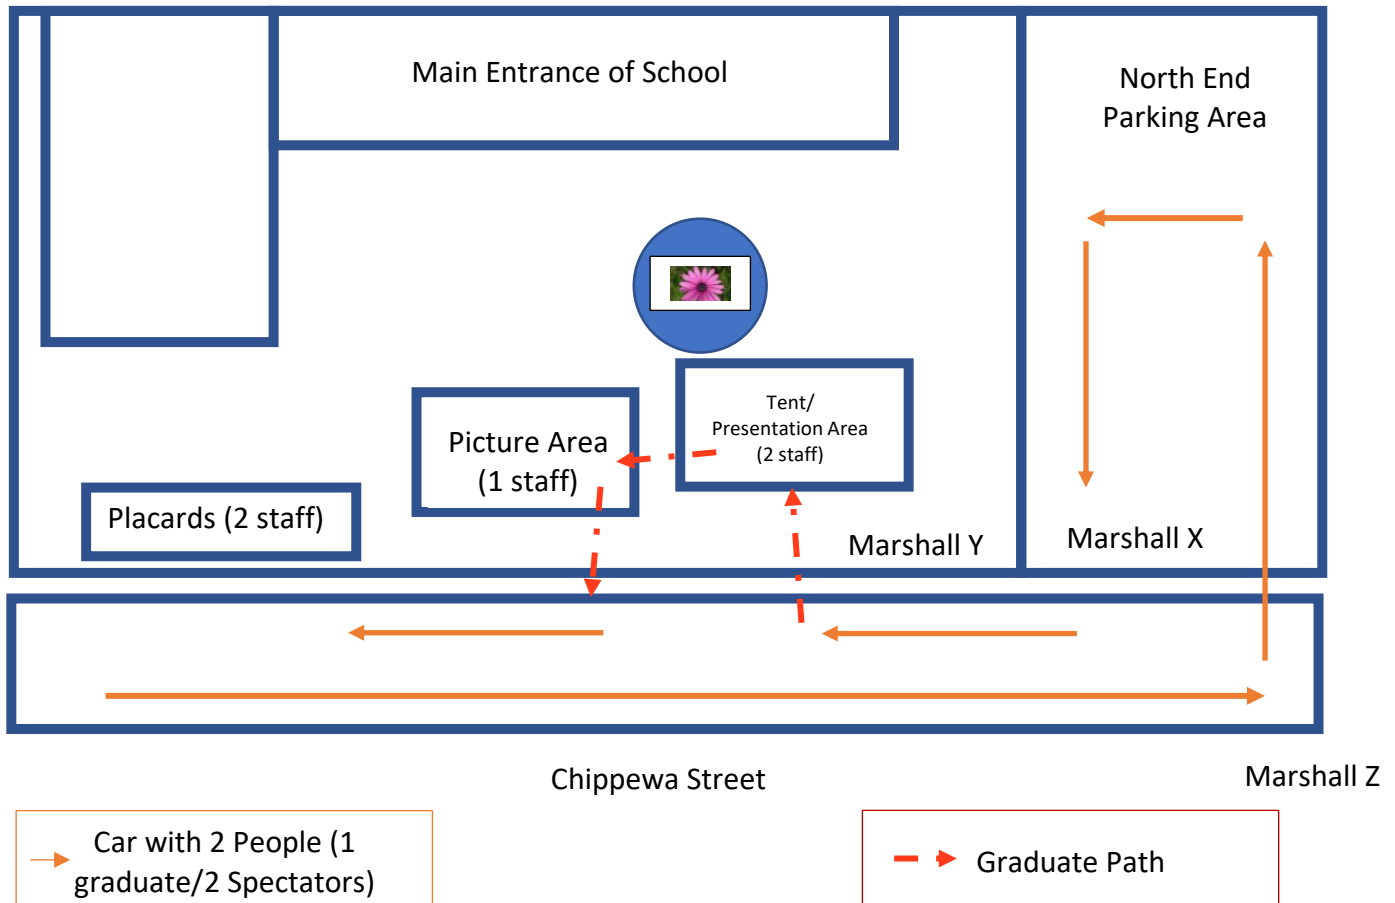 Main Entrance of School
North End
Parking Area
Tent/
Presentation Area
(2 staff)
Picture Area
(1 staff)
Placards (2 staff)
Marshall Y
Marshall X
Chippewa Street
Marshall Z
Car with 2 People (1
graduate/2 Spectators)
Graduate Path